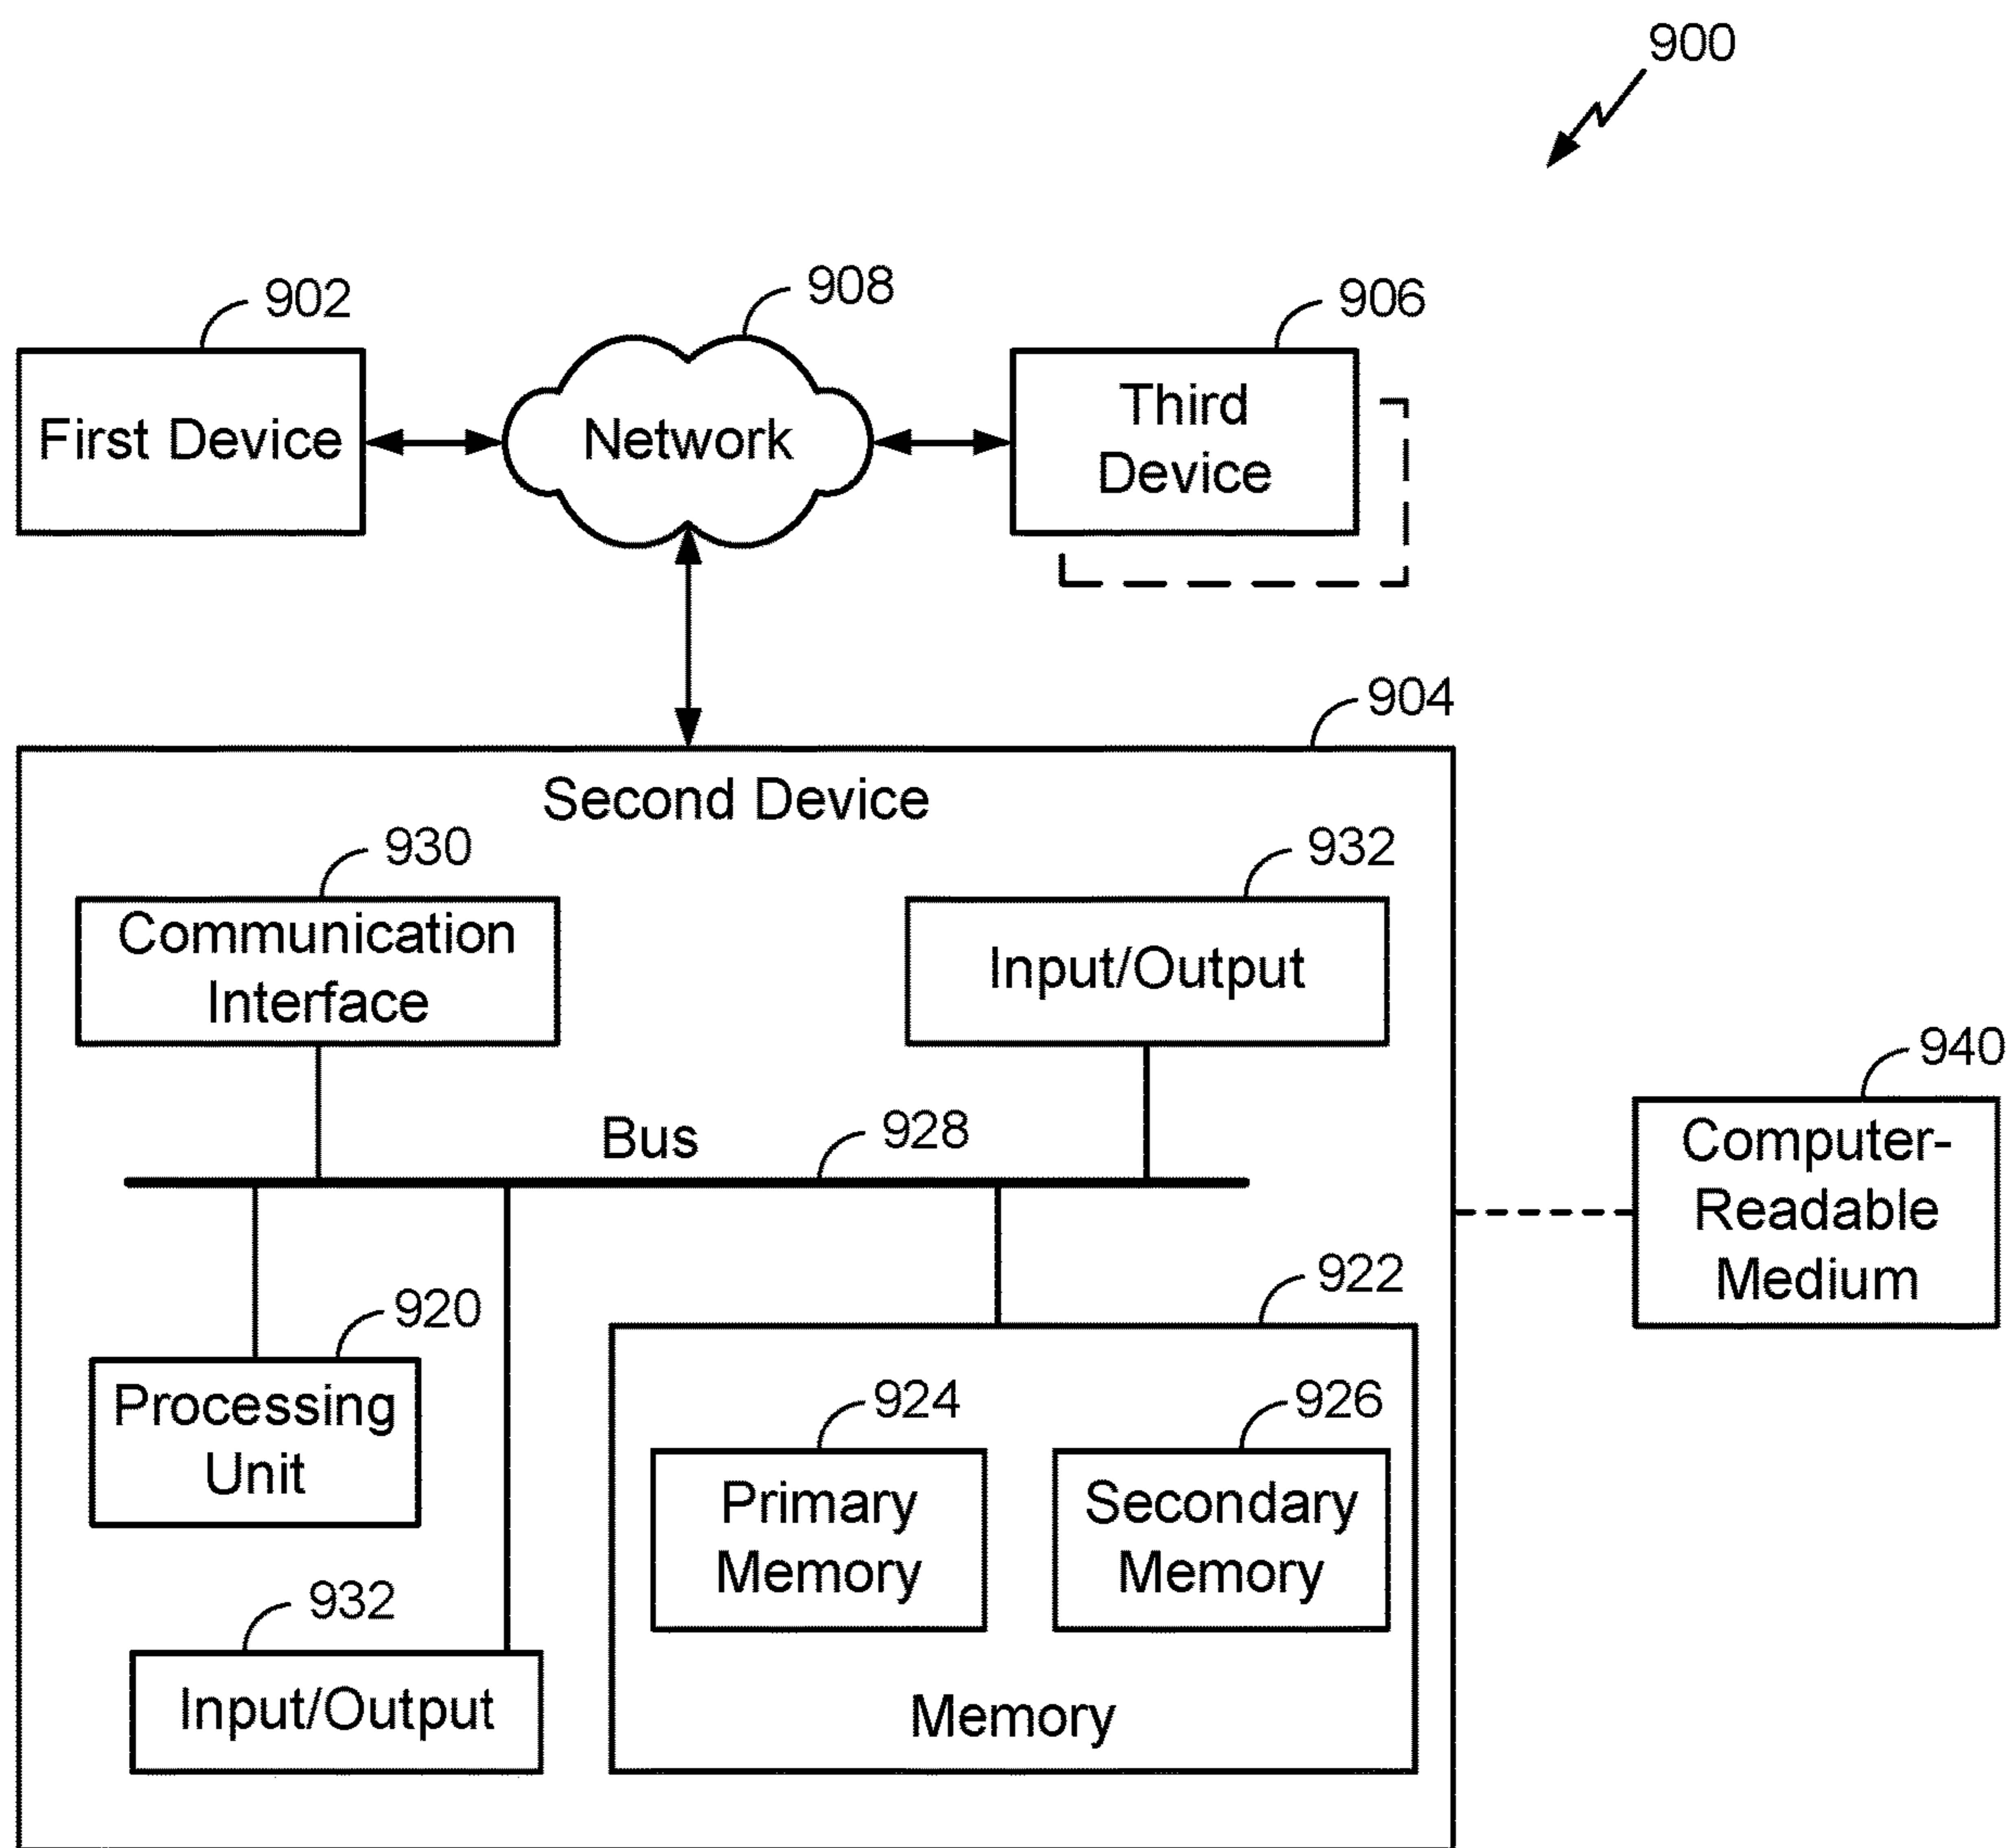 900
902
908
906
First Device
Network
Third
Device
904
Second Device
930
932
Communication
Interface
Input/Output
940
Computer-
Readable
Medium
Bus
928
922
920
Processing
Unit
924
926
Primary
Memory
Secondary
Memory
932
Input/Output
Memory